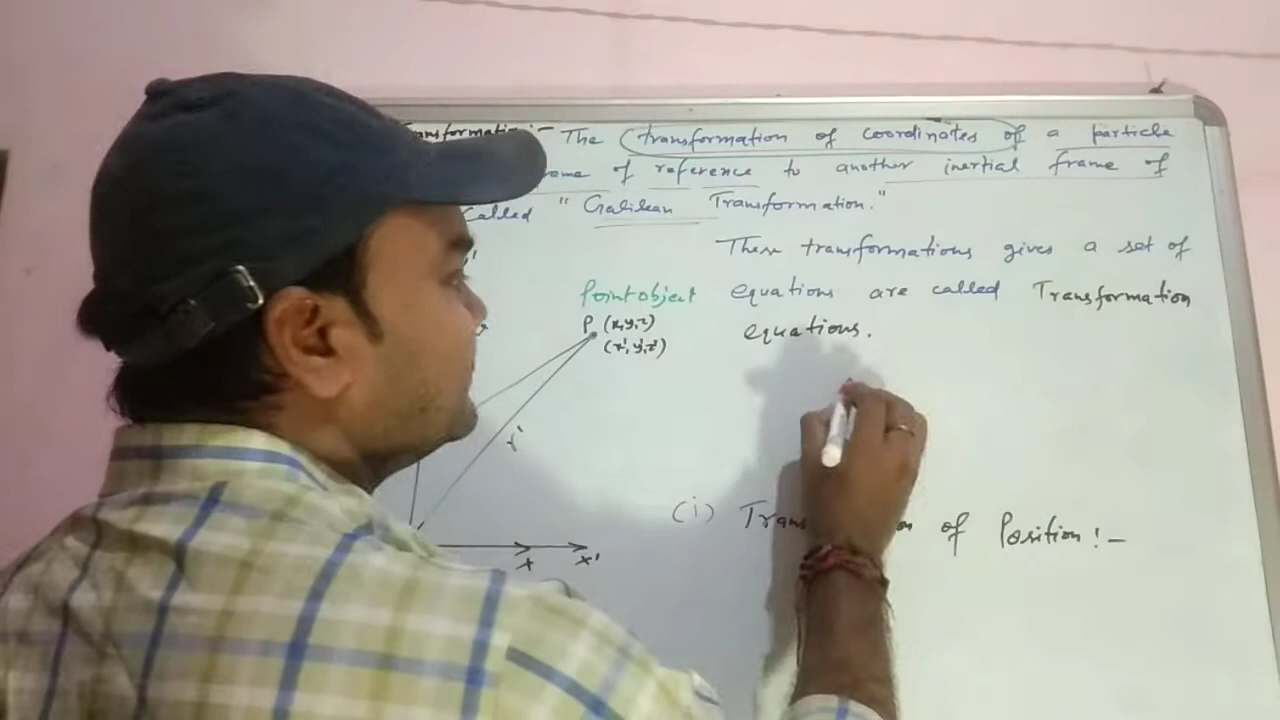 Transformation:- The transformation of coordinates of a particle
of reference to another inertial frame of
called "Galilean Transformation."
These transformations gives a set of
Point object equations are called Transformation
P (x,y,z) equations.
(x',y',z')
r'
(i) of Position:-
x x'